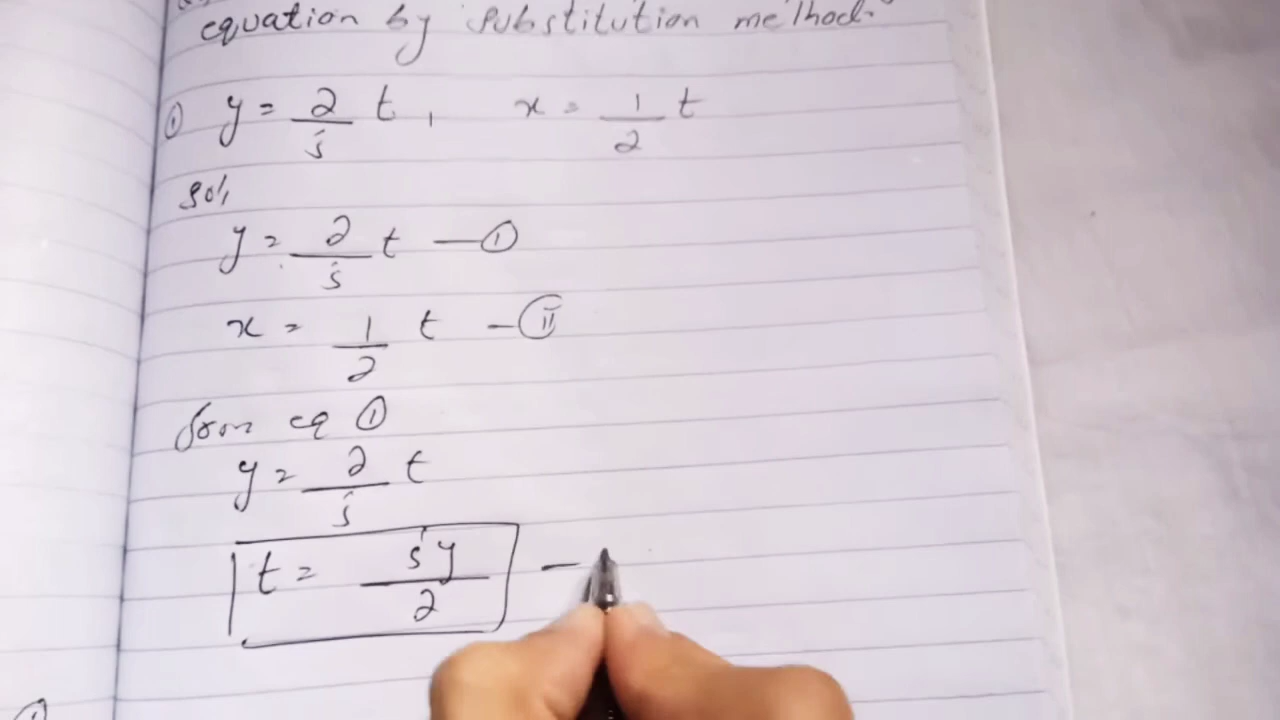 equation by substitution method.
① y = 2/5 t, x = 1/2 t
sol
y = 2/5 t — ①
x = 1/2 t — ⅱ
from eq ①
y = 2/5 t
t = 5y/2 —
①